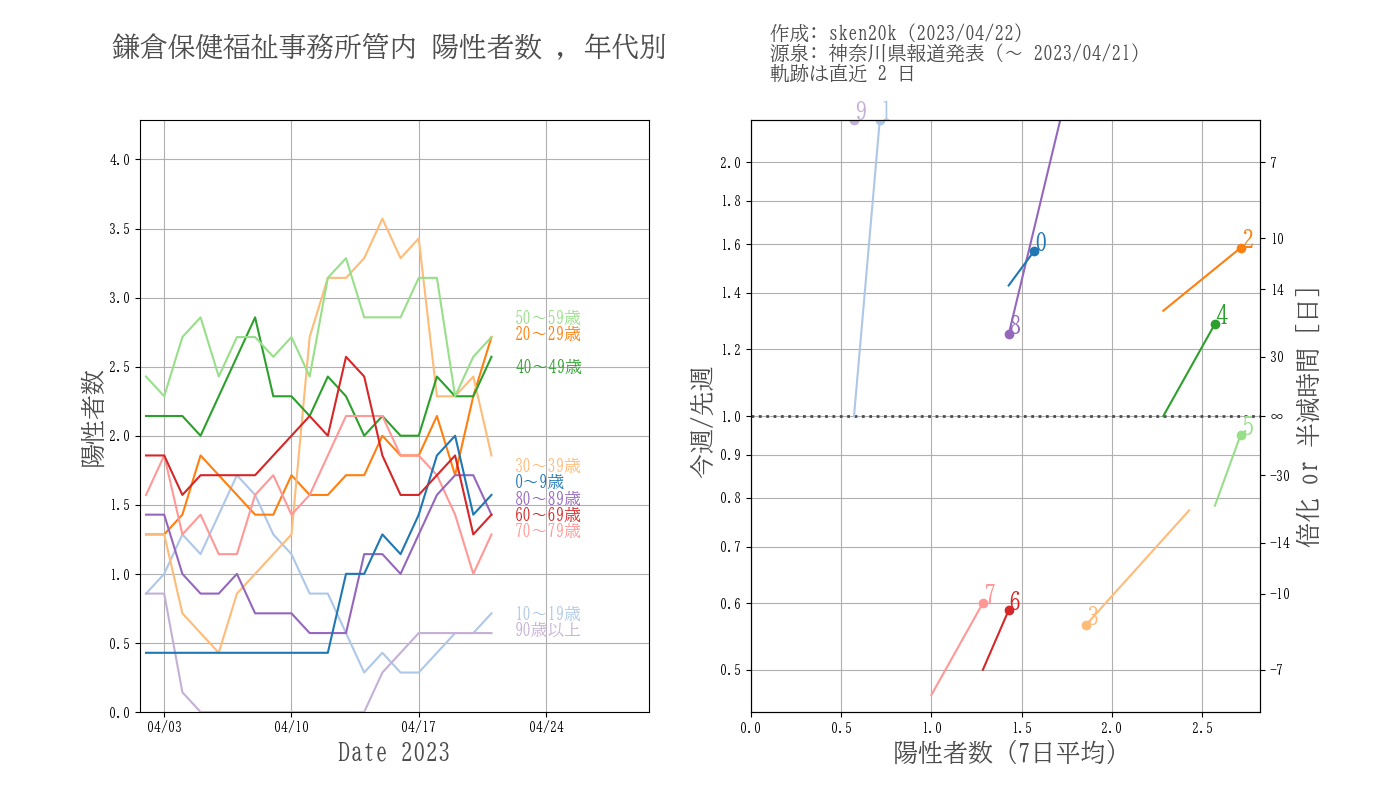 鎌倉保健福祉事務所管内 陽性者数 , 年代別
作成: sken20k (2023/04/22)
源泉: 神奈川県報道発表 (〜 2023/04/21)
軌跡は直近 2 日
陽性者数
4.0
3.5
3.0
2.5
2.0
1.5
1.0
0.5
0.0
04/03
04/10
04/17
04/24
Date 2023
50〜59歳
20〜29歳
40〜49歳
30〜39歳
0〜9歳
80〜89歳
60〜69歳
70〜79歳
10〜19歳
90歳以上
今週/先週
2.0
1.8
1.6
1.4
1.2
1.0
0.9
0.8
0.7
0.6
0.5
9
1
0
2
8
4
5
7
6
3
0.0
0.5
1.0
1.5
2.0
2.5
陽性者数 (7日平均)
7
10
14
30
∞
−30
−14
−10
−7
倍化 or 半減時間 [日]